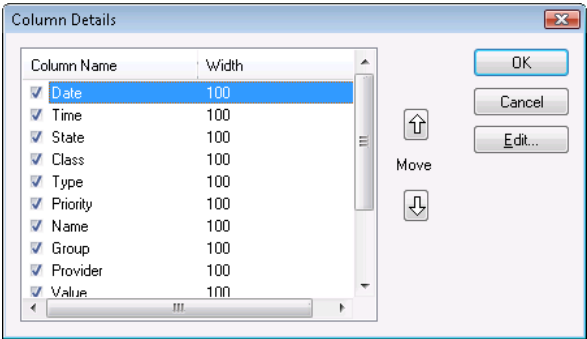 Column Details
Column Name Width
Date 100
Time 100
State 100
Class 100
Type 100
Priority 100
Name 100
Group 100
Provider 100
Value 100
Move
OK
Cancel
Edit...